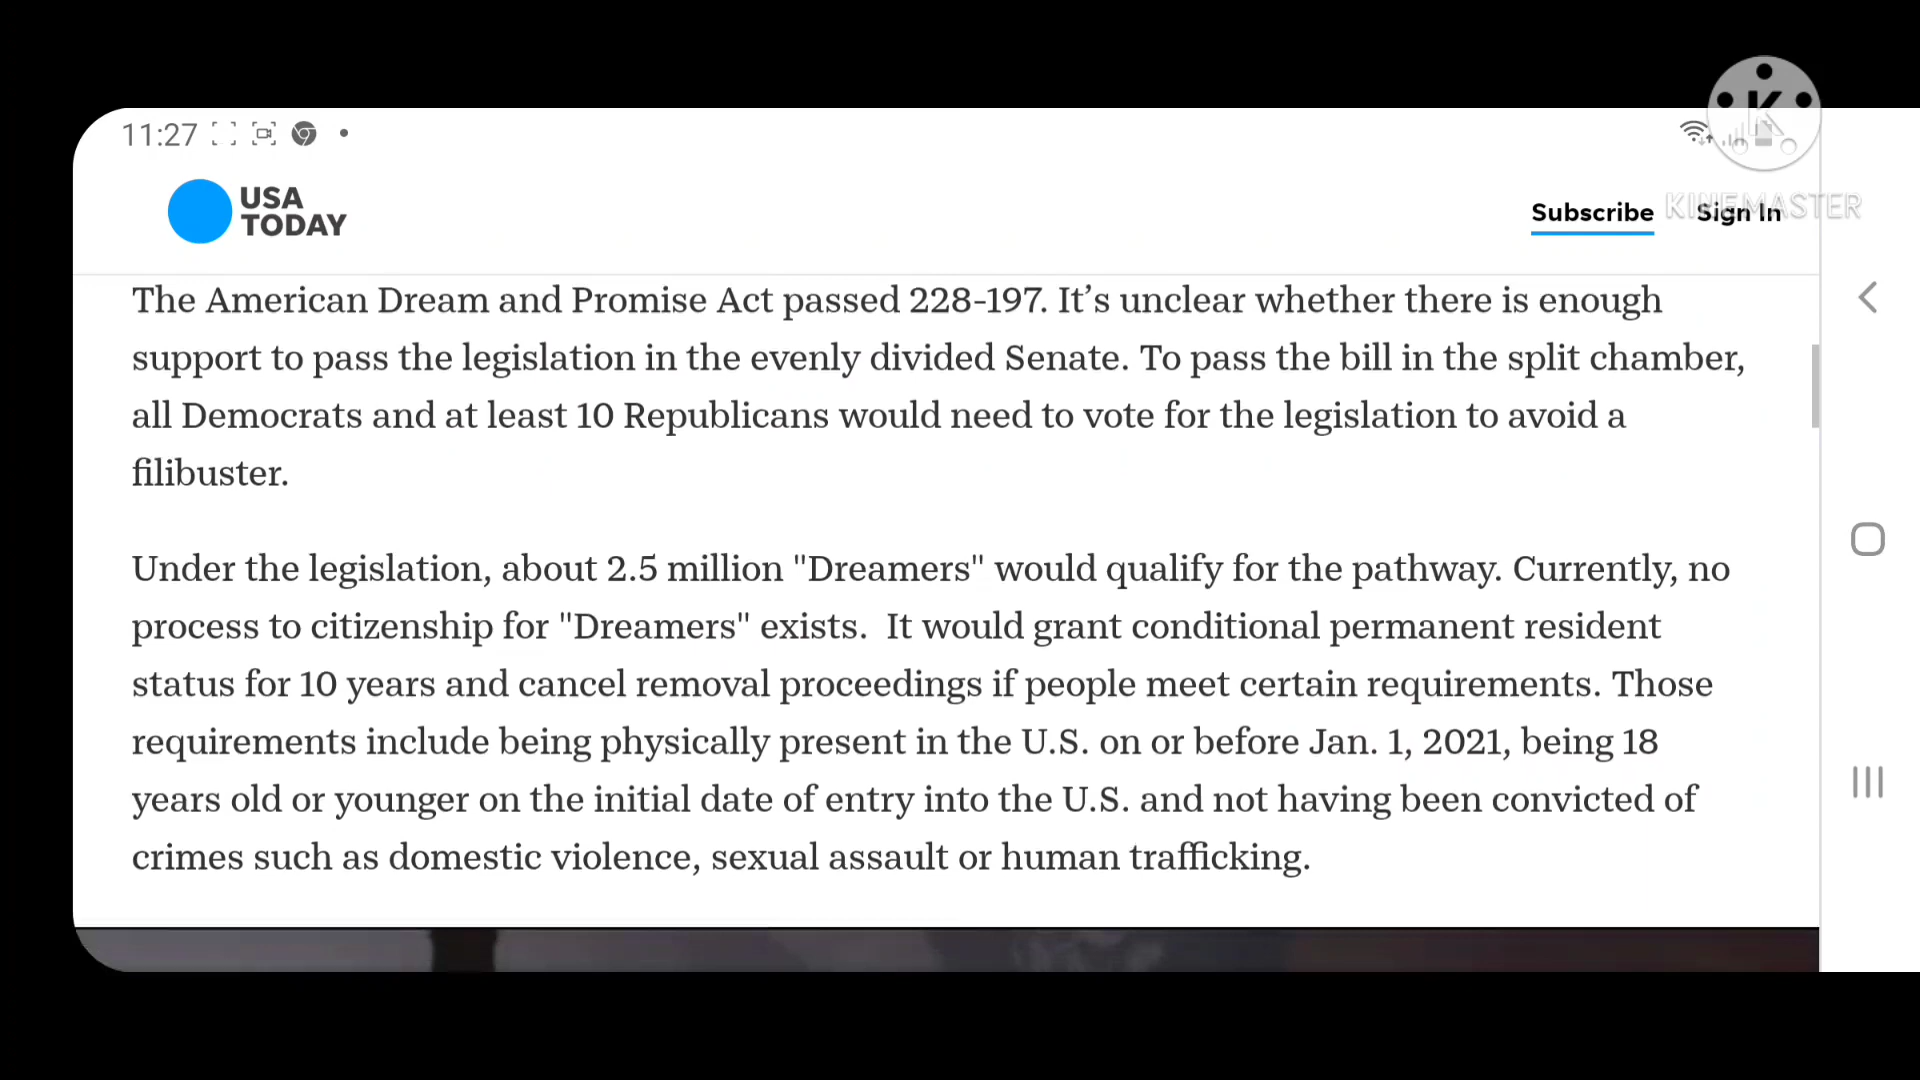 11:27
KINEMASTER
USA
TODAY
Subscribe
Sign In
The American Dream and Promise Act passed 228-197. It’s unclear whether there is enough
support to pass the legislation in the evenly divided Senate. To pass the bill in the split chamber,
all Democrats and at least 10 Republicans would need to vote for the legislation to avoid a
filibuster.
Under the legislation, about 2.5 million "Dreamers" would qualify for the pathway. Currently, no
process to citizenship for "Dreamers" exists.  It would grant conditional permanent resident
status for 10 years and cancel removal proceedings if people meet certain requirements. Those
requirements include being physically present in the U.S. on or before Jan. 1, 2021, being 18
years old or younger on the initial date of entry into the U.S. and not having been convicted of
crimes such as domestic violence, sexual assault or human trafficking.